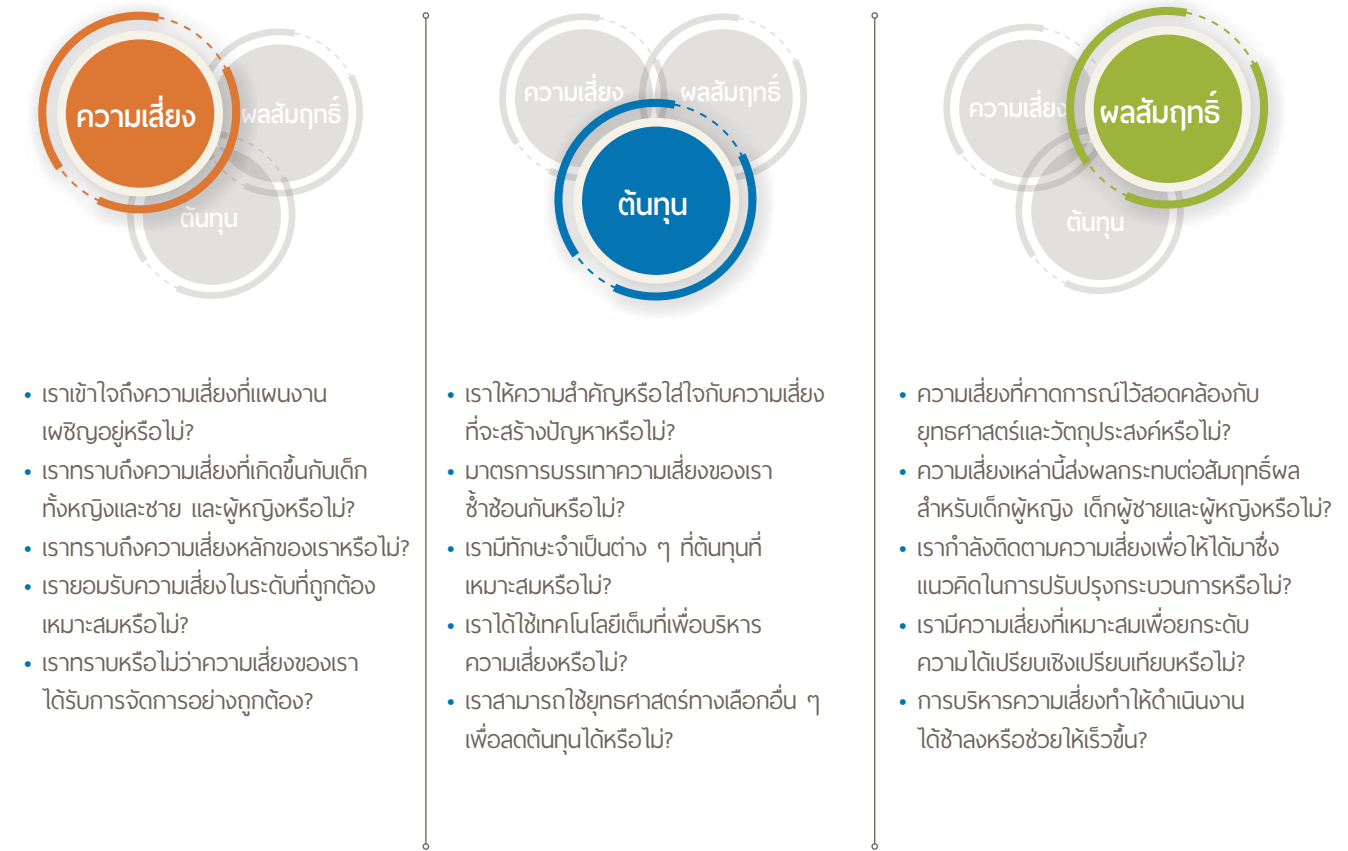 ความเสี่ยง
ผลสัมฤทธิ์
ต้นทุน
• เราเข้าใจถึงความเสี่ยงที่แผนงาน
เผชิญอยู่หรือไม่?
• เราทราบถึงความเสี่ยงที่เกิดขึ้นกับเด็ก
ทั้งหญิงและชาย และผู้หญิงหรือไม่?
• เราทราบถึงความเสี่ยงหลักของเราหรือไม่?
• เรายอมรับความเสี่ยงในระดับที่ถูกต้อง
เหมาะสมหรือไม่?
• เราทราบหรือไม่ว่าความเสี่ยงของเรา
ได้รับการจัดการอย่างถูกต้อง?
ความเสี่ยง
ผลสัมฤทธิ์
ต้นทุน
• เราให้ความสำคัญหรือใส่ใจกับความเสี่ยง
ที่จะสร้างปัญหาหรือไม่?
• มาตรการบรรเทาความเสี่ยงของเรา
ซ้ำซ้อนกันหรือไม่?
• เรามีทักษะจำเป็นต่าง ๆ ที่ต้นทุนที่
เหมาะสมหรือไม่?
• เราได้ใช้เทคโนโลยีเต็มที่เพื่อบริหาร
ความเสี่ยงหรือไม่?
• เราสามารถใช้ยุทธศาสตร์ทางเลือกอื่น ๆ
เพื่อลดต้นทุนได้หรือไม่?
ความเสี่ยง
ผลสัมฤทธิ์
ต้นทุน
• ความเสี่ยงที่คาดการณ์ไว้สอดคล้องกับ
ยุทธศาสตร์และวัตถุประสงค์หรือไม่?
• ความเสี่ยงเหล่านี้ส่งผลกระทบต่อสัมฤทธิ์ผล
สำหรับเด็กผู้หญิง เด็กผู้ชายและผู้หญิงหรือไม่?
• เรากำลังติดตามความเสี่ยงเพื่อให้ได้มาซึ่ง
แนวคิดในการปรับปรุงกระบวนการหรือไม่?
• เรามีความเสี่ยงที่เหมาะสมเพื่อยกระดับ
ความได้เปรียบเชิงเปรียบเทียบหรือไม่?
• การบริหารความเสี่ยงทำให้ดำเนินงาน
ได้ช้าลงหรือช่วยให้เร็วขึ้น?